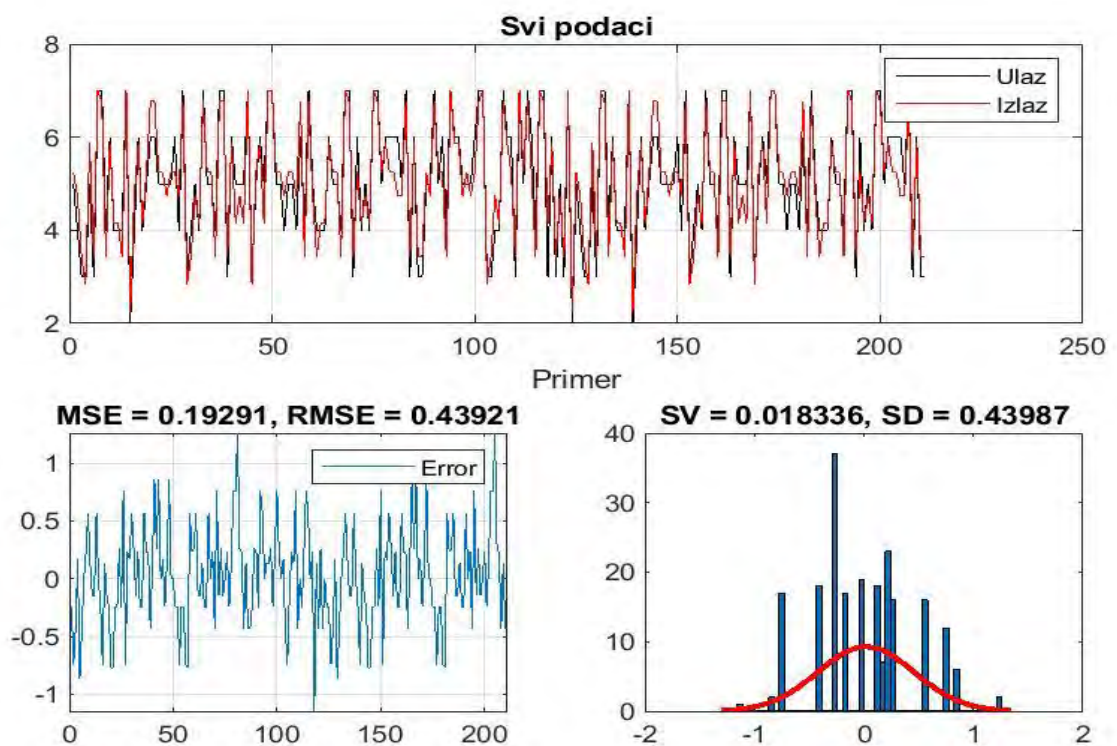 Svi podaci
8
6
4
2
Ulaz
Izlaz
0 50 100 150 200 250
Primer
MSE = 0.19291, RMSE = 0.43921
1
0.5
0
-0.5
-1
Error
0 50 100 150 200
SV = 0.018336, SD = 0.43987
40
30
20
10
0
-2 -1 0 1 2